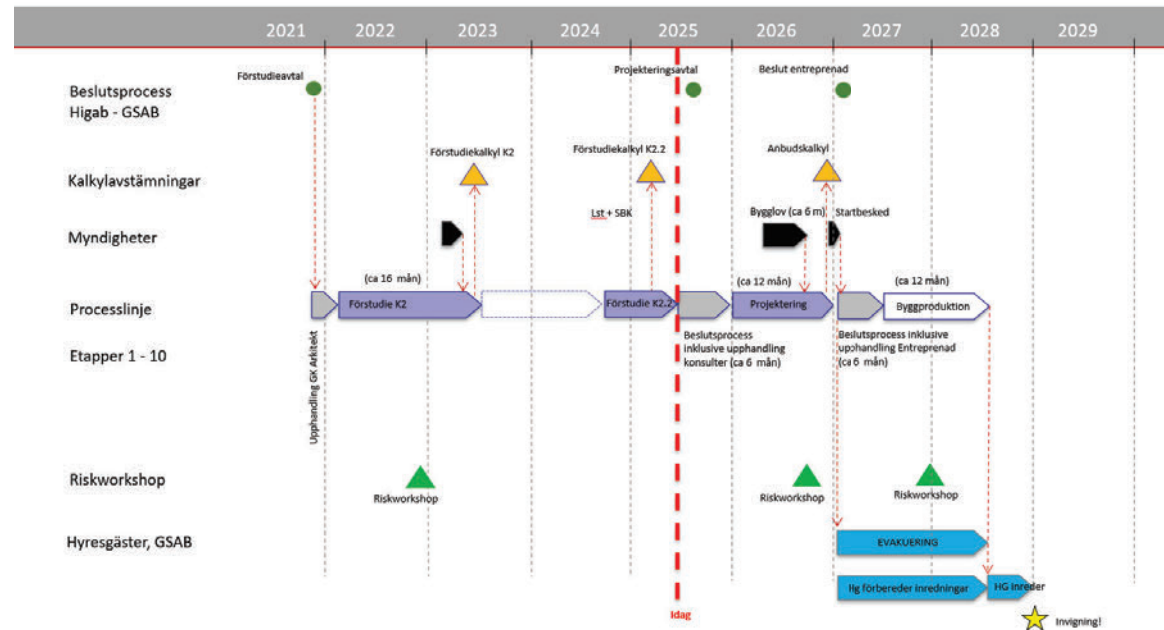 2021 2022 2023 2024 2025 2026 2027 2028 2029
Förstudieavtal
Projekteringsavtal
Beslut entreprenad
Beslutsprocess
Higab - GSAB
Förstudiekalkyl K2
Förstudiekalkyl K2.2
Anbudskalkyl
Kalkylavstämningar
Lst + SBK
Bygglov (ca 6 m)
Startbesked
Myndigheter
(ca 16 mån)
(ca 12 mån)
(ca 12 mån)
Processlinje
Förstudie K2
Förstudie K2.2
Projektering
Byggproduktion
Etapper 1 - 10
Upphandling GK Arkitekt
Beslutsprocess
inklusive upphandling
konsulter (ca 6 mån)
Beslutsprocess inklusive
upphandling Entreprenad
(ca 6 mån)
Riskworkshop
Riskworkshop
Riskworkshop
Riskworkshop
Hyresgäster, GSAB
EVAKUERING
Hg förbereder inredningar
HG inreder
Idag
Invigning!